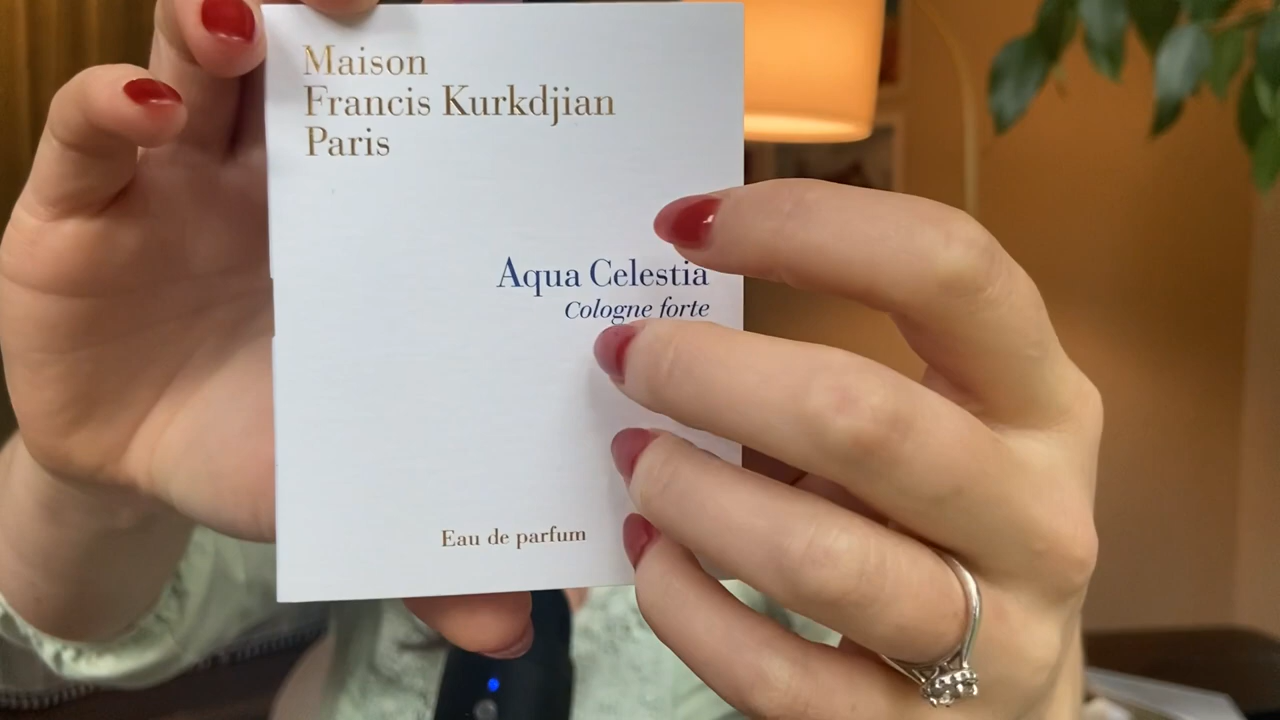 Maison
Francis Kurkdjian
Paris
Aqua Celestia
Cologne forte
Eau de parfum